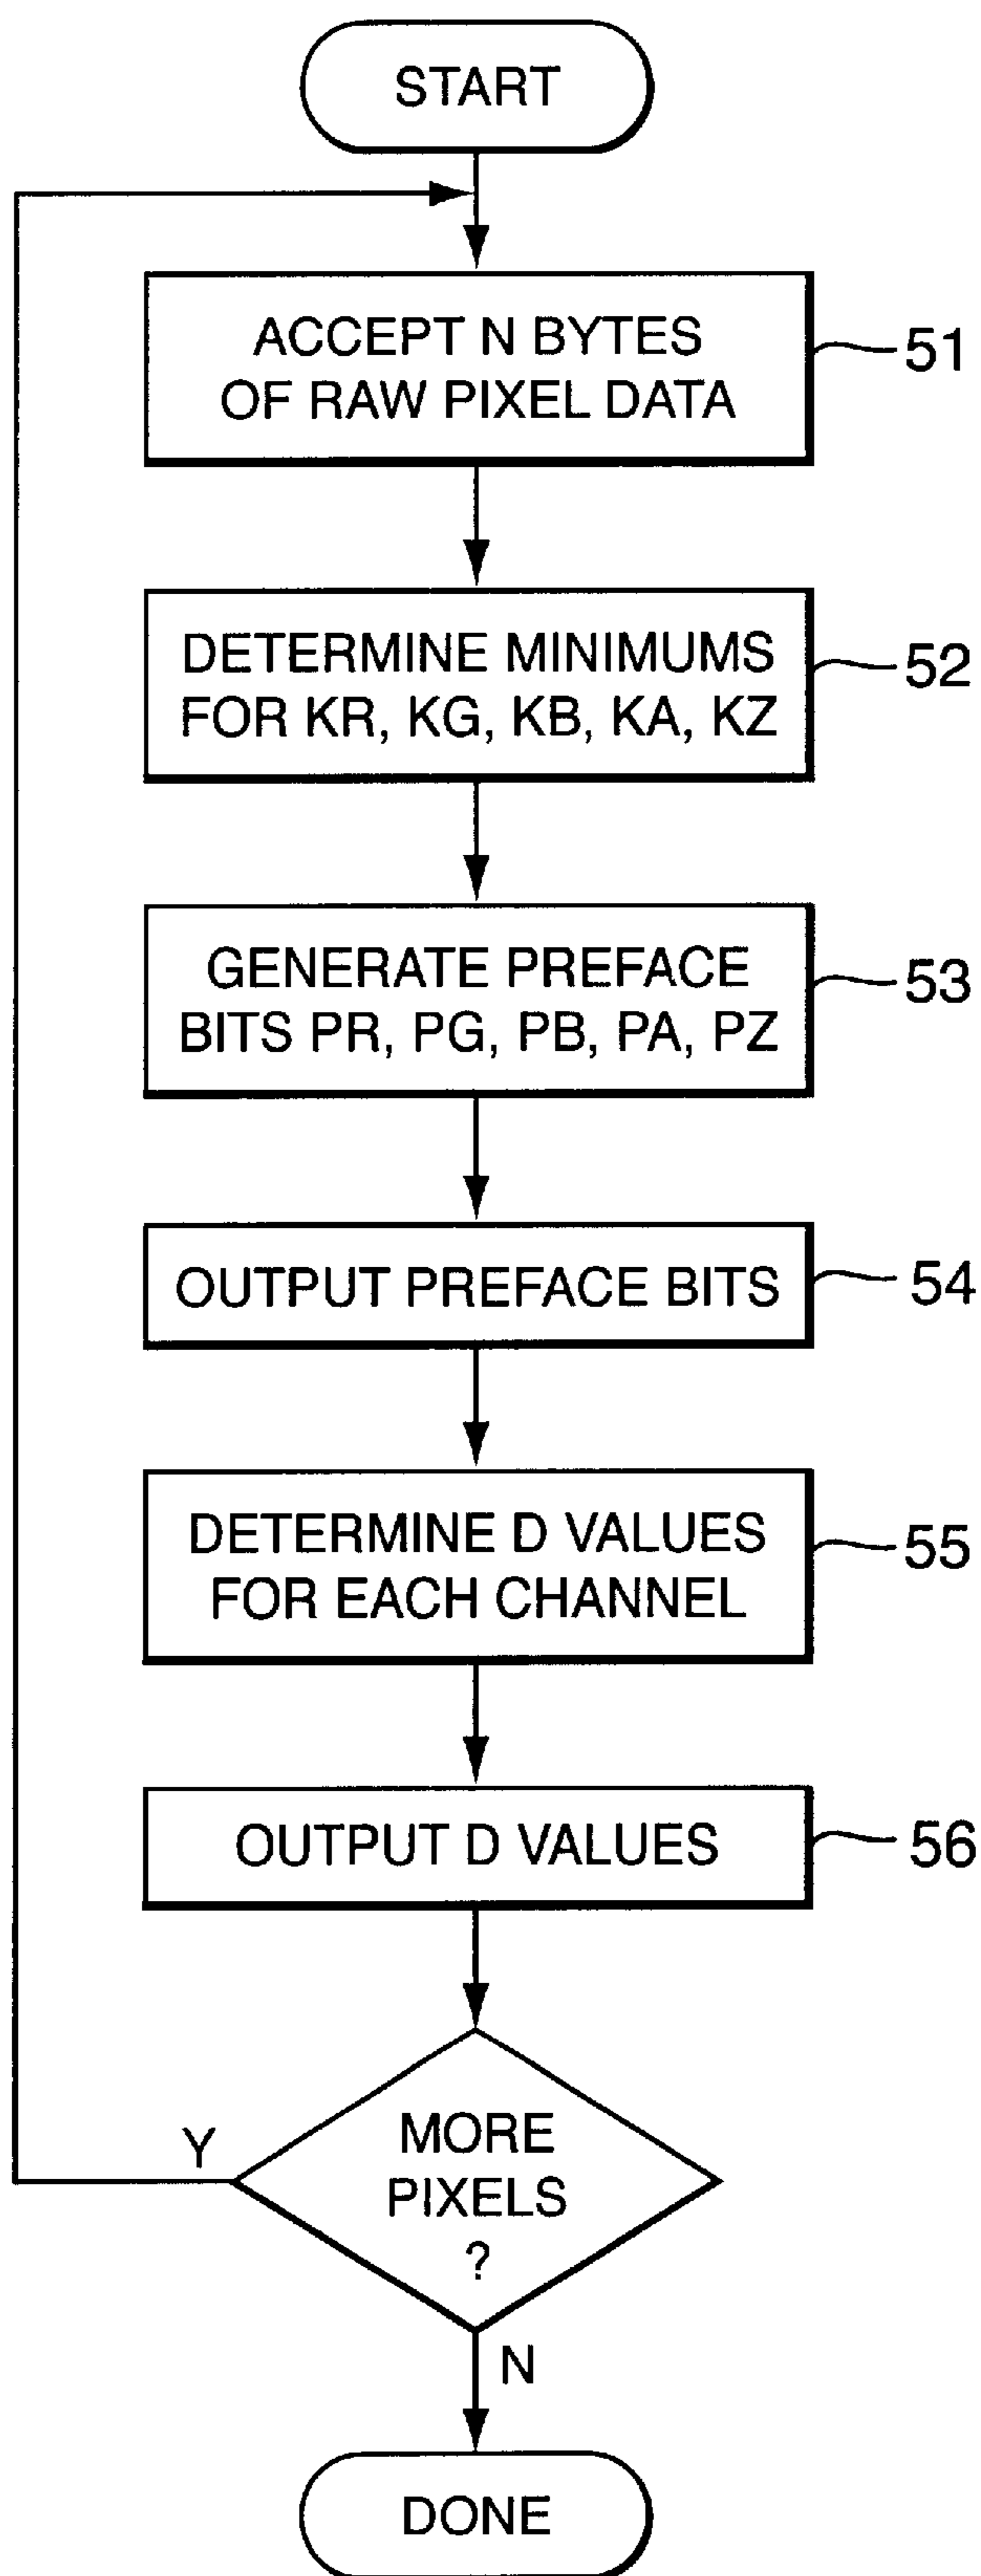 START
ACCEPT N BYTES
OF RAW PIXEL DATA
51
DETERMINE MINIMUMS
FOR KR, KG, KB, KA, KZ
52
GENERATE PREFACE
BITS PR, PG, PB, PA, PZ
53
OUTPUT PREFACE BITS
54
DETERMINE D VALUES
FOR EACH CHANNEL
55
OUTPUT D VALUES
56
MORE
PIXELS
?
Y
N
DONE